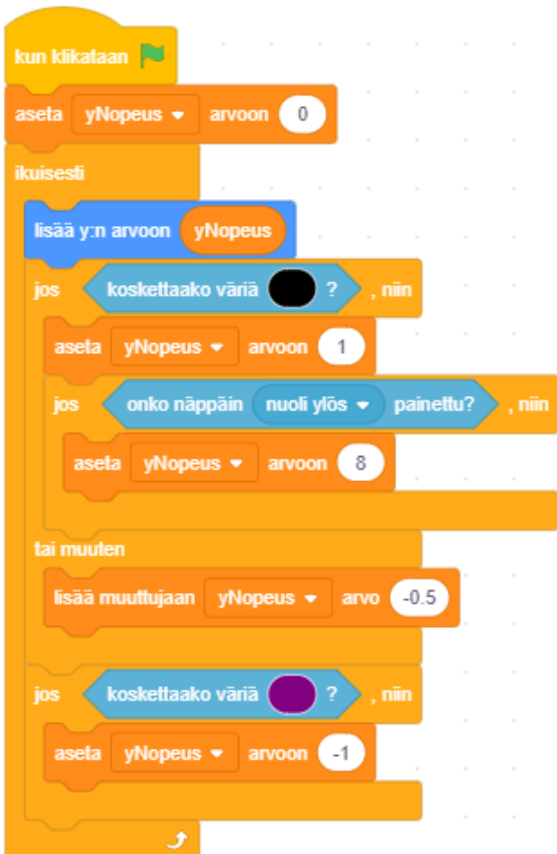 kun klikataan
aseta yNopeus arvoon 0
ikuisesti
lisää y:n arvoon yNopeus
jos koskettaako väriä ? , niin
aseta yNopeus arvoon 1
jos onko näppäin nuoli ylös painettu? , niin
aseta yNopeus arvoon 8
tai muuten
lisää muuttujaan yNopeus arvo -0.5
jos koskettaako väriä ? , niin
aseta yNopeus arvoon -1